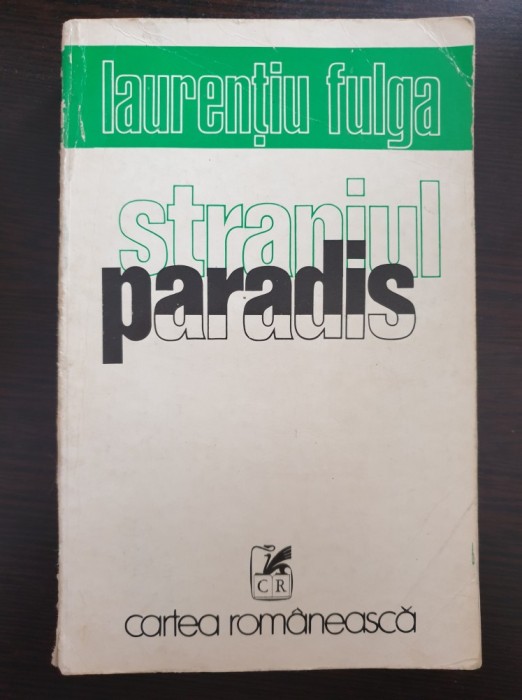 laurențiu fulga
straniul
paradis
CR
cartea românească